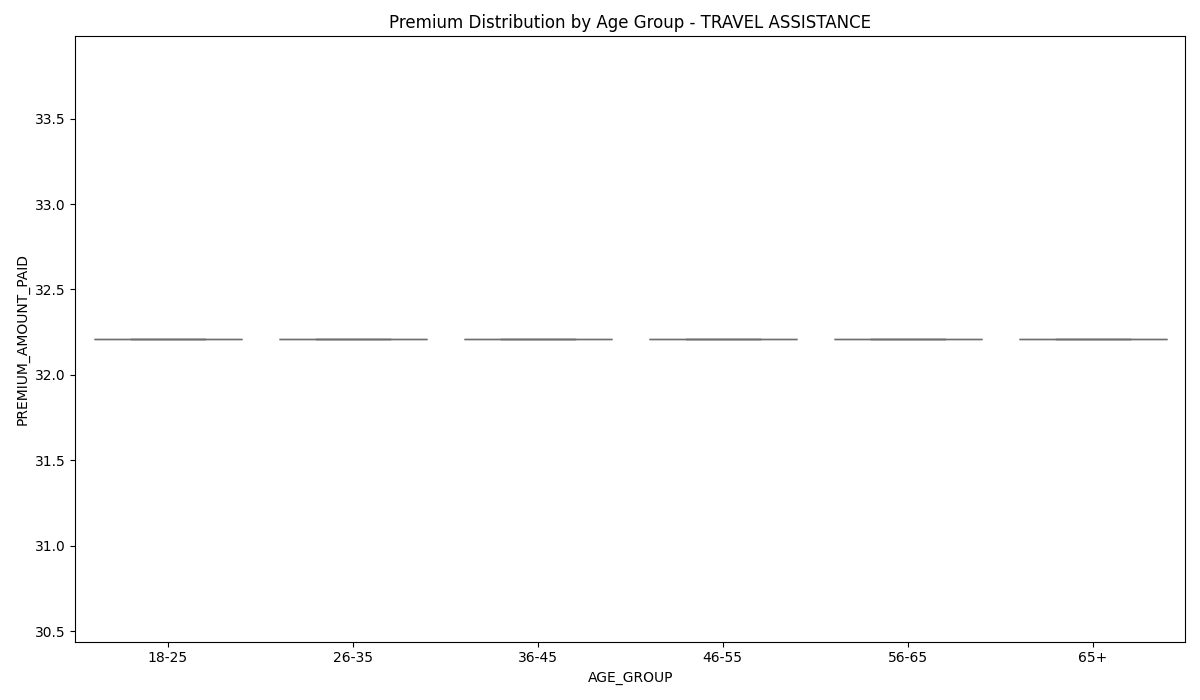 Premium Distribution by Age Group - TRAVEL ASSISTANCE
PREMIUM_AMOUNT_PAID
33.5
33.0
32.5
32.0
31.5
31.0
30.5
18-25 26-35 36-45 46-55 56-65 65+
AGE_GROUP